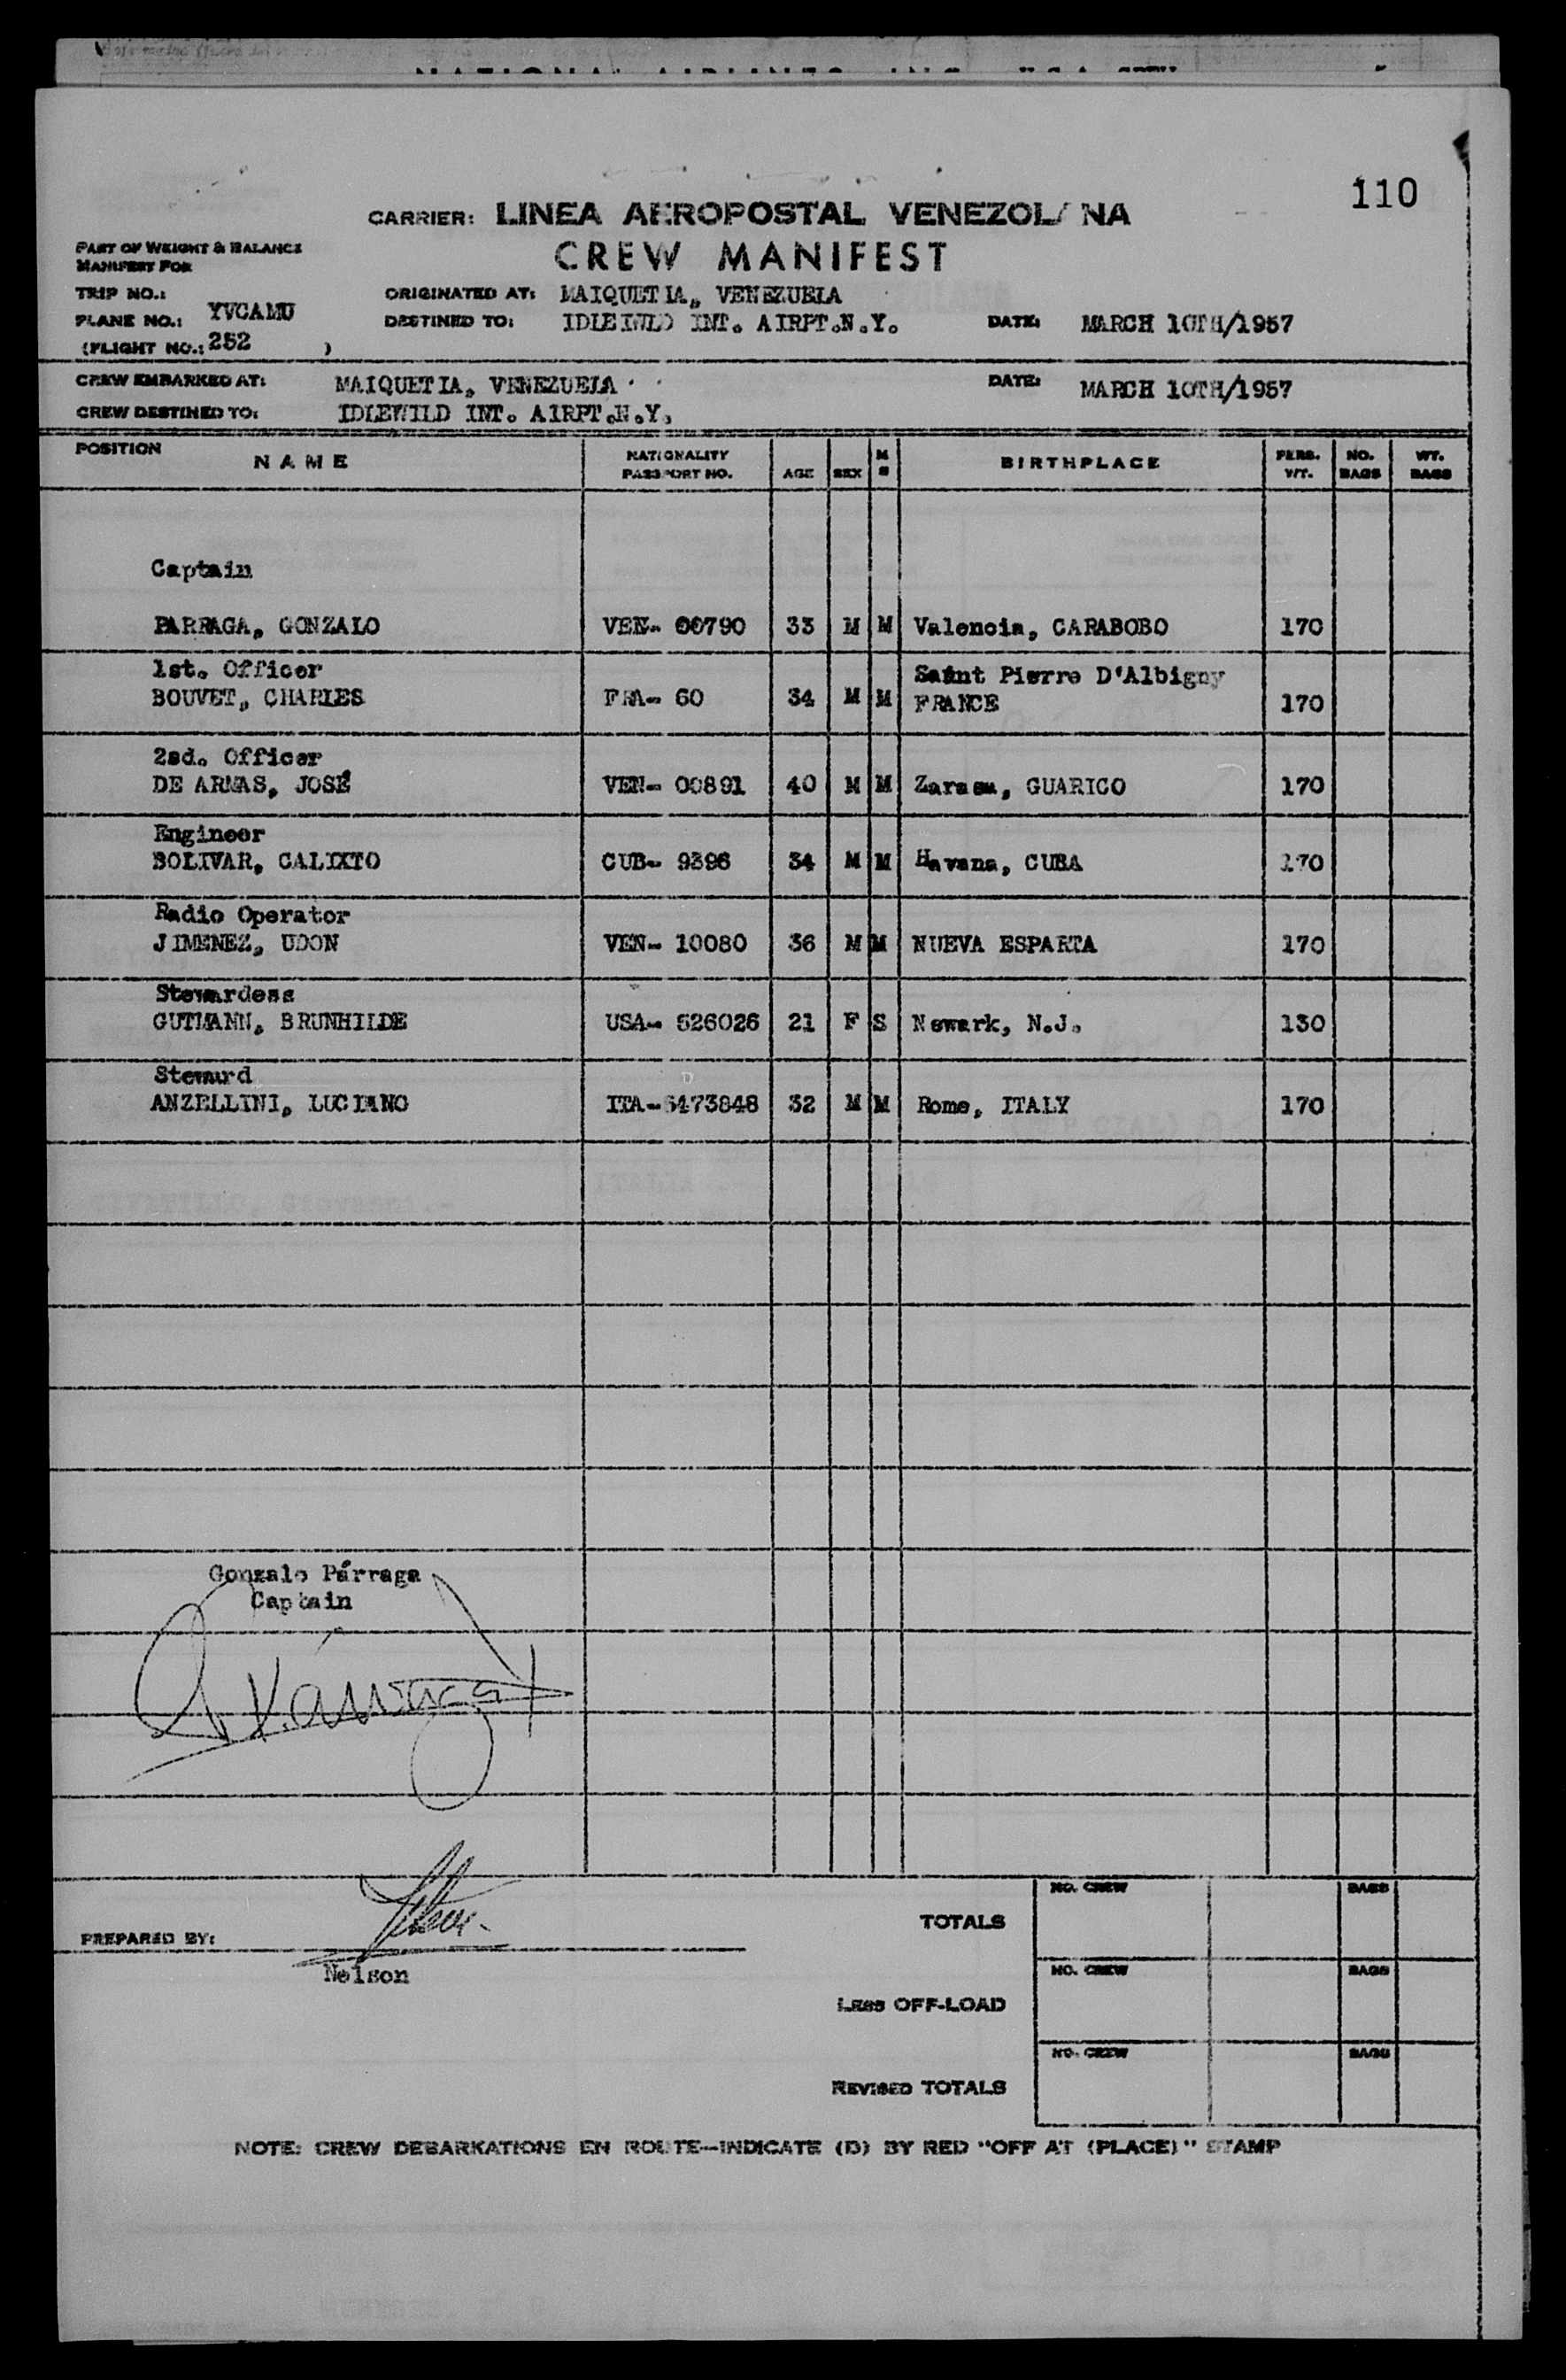 110
CARRIER: LINEA AEROPOSTAL VENEZOLANA
CREW MANIFEST
PART OF WEIGHT & BALANCE
MANIFEST FOR
TRIP NO.:
PLANE NO.: YVCAMU
(FLIGHT NO.: 252 )
ORIGINATED AT: MAIQUETIA, VENEZUELA
DESTINED TO: IDLEWILD INT. AIRPT.N.Y. DATE: MARCH 10TH/1957
CREW EMBARKED AT: MAIQUETIA, VENEZUELA DATE: MARCH 10TH/1957
CREW DESTINED TO: IDLEWILD INT. AIRPT.N.Y.
POSITION NAME NATIONALITY PASSPORT NO. AGE SEX M S BIRTHPLACE PERS. WT. NO. BAGS WT. BAGS
Captain
PARRAGA, GONZALO VEN- 00790 33 M M Valencia, CARABOBO 170
1st. Officer
BOUVET, CHARLES FRA- 60 34 M M Saint Pierre D'Albigny FRANCE 170
2sd. Officer
DE ARMAS, JOSÉ VEN- 00891 40 M M Zaraza, GUARICO 170
Engineer
BOLIVAR, CALIXTO CUB- 9396 34 M M Havana, CUBA 170
Radio Operator
JIMENEZ, UDON VEN- 10080 36 M M NUEVA ESPARTA 170
Stewardess
GUTMANN, BRUNHILDE USA- 526026 21 F S Newark, N.J. 130
Steward
ANZELLINI, LUCIANO ITA-5473848 32 M M Rome, ITALY 170
Gonzalo Párraga
Captain
G. Párraga
PREPARED BY: Nelson
Nelson
TOTALS NO. CREW BAGS
LESS OFF-LOAD NO. CREW BAGS
REVISED TOTALS NO. CREW BAGS
NOTE: CREW DEBARKATIONS EN ROUTE—INDICATE (D) BY RED "OFF AT (PLACE)" STAMP